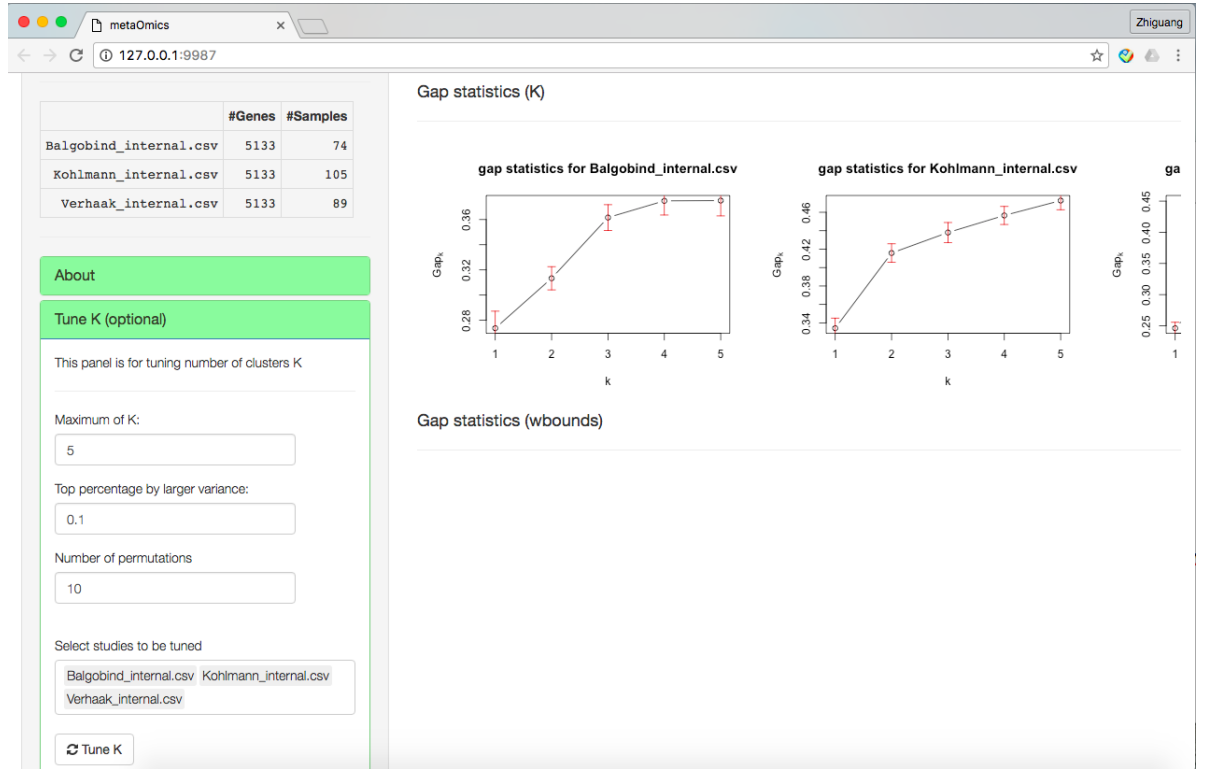 metaOmics
Zhiguang
127.0.0.1:9987
#Genes #Samples
Balgobind_internal.csv 5133 74
Kohlmann_internal.csv 5133 105
Verhaak_internal.csv 5133 89
About
Tune K (optional)
This panel is for tuning number of clusters K
Maximum of K:
5
Top percentage by larger variance:
0.1
Number of permutations
10
Select studies to be tuned
Balgobind_internal.csv Kohlmann_internal.csv
Verhaak_internal.csv
Tune K
Gap statistics (K)
gap statistics for Balgobind_internal.csv
Gapk
0.36
0.32
0.28
1 2 3 4 5
k
gap statistics for Kohlmann_internal.csv
Gapk
0.46
0.42
0.38
0.34
1 2 3 4 5
k
ga
Gapk
0.45
0.40
0.35
0.30
0.25
1
Gap statistics (wbounds)